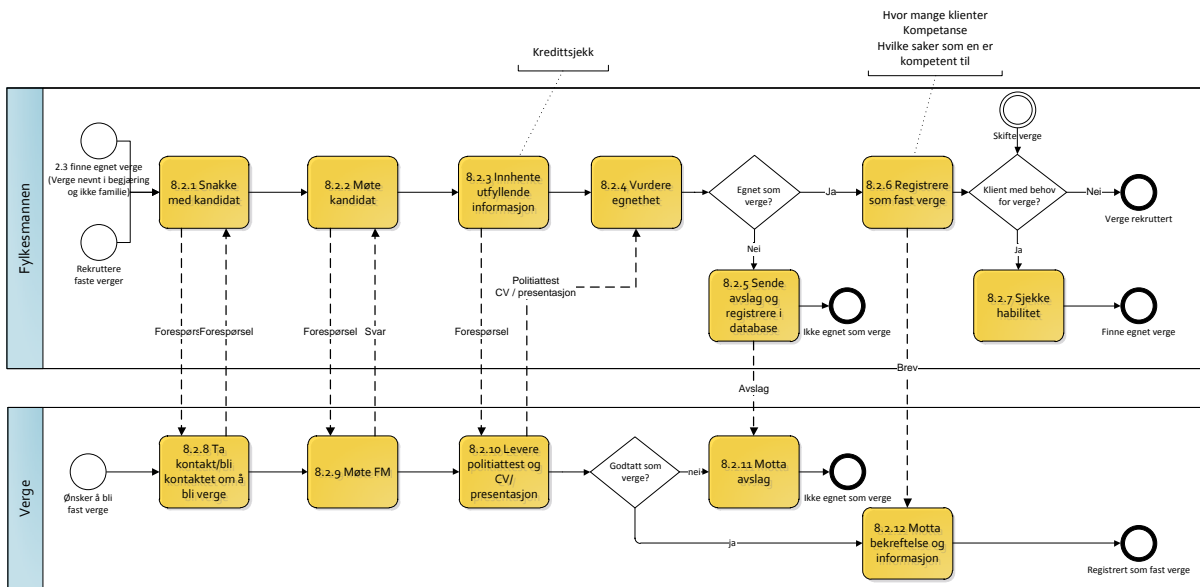 Kredittsjekk
Hvor mange klienter
Kompetanse
Hvilke saker som en er
kompetent til
Fylkesmannen
2.3 finne egnet verge
(Verge nevnt i begjæring
og ikke familie)
Rekruttere
faste verger
8.2.1 Snakke
med kandidat
8.2.2 Møte
kandidat
8.2.3 Innhente
utfyllende
informasjon
8.2.4 Vurdere
egnethet
Egnet som
verge?
Ja
Nei
8.2.5 Sende
avslag og
registrere i
database
Ikke egnet som verge
8.2.6 Registrere
som fast verge
Skifte verge
Klient med behov
for verge?
Nei
Verge rekruttert
Ja
8.2.7 Sjekke
habilitet
Finne egnet verge
Politiattest
CV / presentasjon
Forespørsel
Forespørsel
Svar
Forespørsel
Avslag
Brev
Verge
Ønsker å bli
fast verge
8.2.8 Ta
kontakt/bli
kontaktet om å
bli verge
8.2.9 Møte FM
8.2.10 Levere
politiattest og
CV/
presentasjon
Godtatt som
verge?
nei
8.2.11 Motta
avslag
Ikke egnet som verge
ja
8.2.12 Motta
bekreftelse og
informasjon
Registrert som fast verge